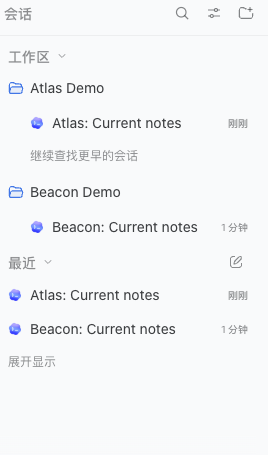 会话
工作区
Atlas Demo
Atlas: Current notes 刚刚
继续查找更早的会话
Beacon Demo
Beacon: Current notes 1 分钟
最近
Atlas: Current notes 刚刚
Beacon: Current notes 1 分钟
展开显示